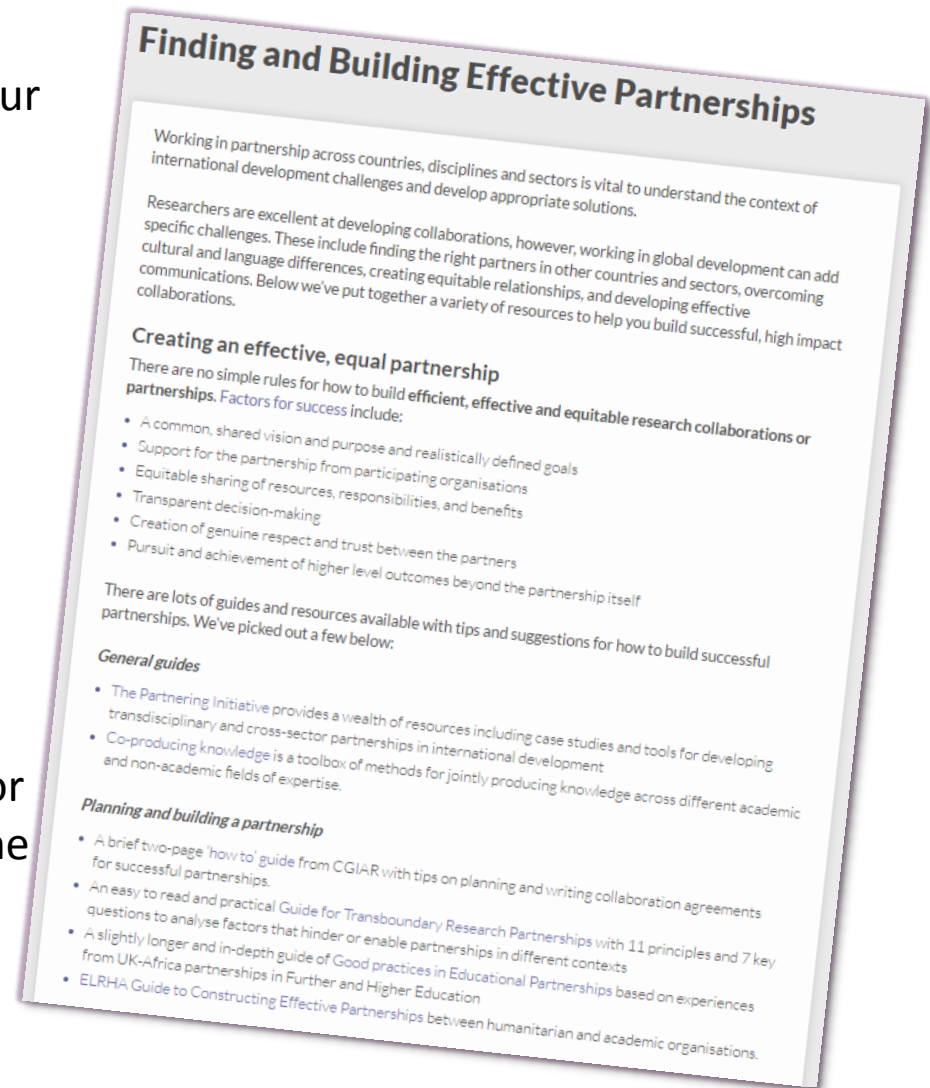 ur
or
ne
Finding and Building Effective Partnerships
Working in partnership across countries, disciplines and sectors is vital to understand the context of
international development challenges and develop appropriate solutions.
Researchers are excellent at developing collaborations, however, working in global development can add
specific challenges. These include finding the right partners in other countries and sectors, overcoming
cultural and language differences, creating equitable relationships, and developing effective
communications. Below we've put together a variety of resources to help you build successful, high impact
collaborations.
Creating an effective, equal partnership
There are no simple rules for how to build efficient, effective and equitable research collaborations or
partnerships. Factors for success include:
• A common, shared vision and purpose and realistically defined goals
• Support for the partnership from participating organisations
• Equitable sharing of resources, responsibilities, and benefits
• Transparent decision-making
• Creation of genuine respect and trust between the partners
• Pursuit and achievement of higher level outcomes beyond the partnership itself
There are lots of guides and resources available with tips and suggestions for how to build successful
partnerships. We've picked out a few below:
General guides
• The Partnering Initiative provides a wealth of resources including case studies and tools for developing
transdisciplinary and cross-sector partnerships in international development
• Co-producing knowledge is a toolbox of methods for jointly producing knowledge across different academic
and non-academic fields of expertise.
Planning and building a partnership
• A brief two-page 'how to' guide from CGIAR with tips on planning and writing collaboration agreements
for successful partnerships.
• An easy to read and practical Guide for Transboundary Research Partnerships with 11 principles and 7 key
questions to analyse factors that hinder or enable partnerships in different contexts
• A slightly longer and in-depth guide of Good practices in Educational Partnerships based on experiences
from UK-Africa partnerships in Further and Higher Education
• ELRHA Guide to Constructing Effective Partnerships between humanitarian and academic organisations.